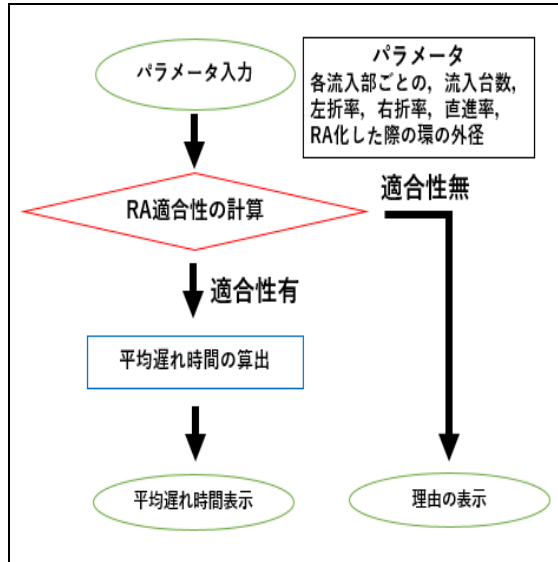 パラメータ入力
パラメータ
各流入部ごとの，流入台数，
左折率，右折率，直進率，
RA化した際の環の外径
RA適合性の計算
適合性無
適合性有
平均遅れ時間の算出
平均遅れ時間表示
理由の表示